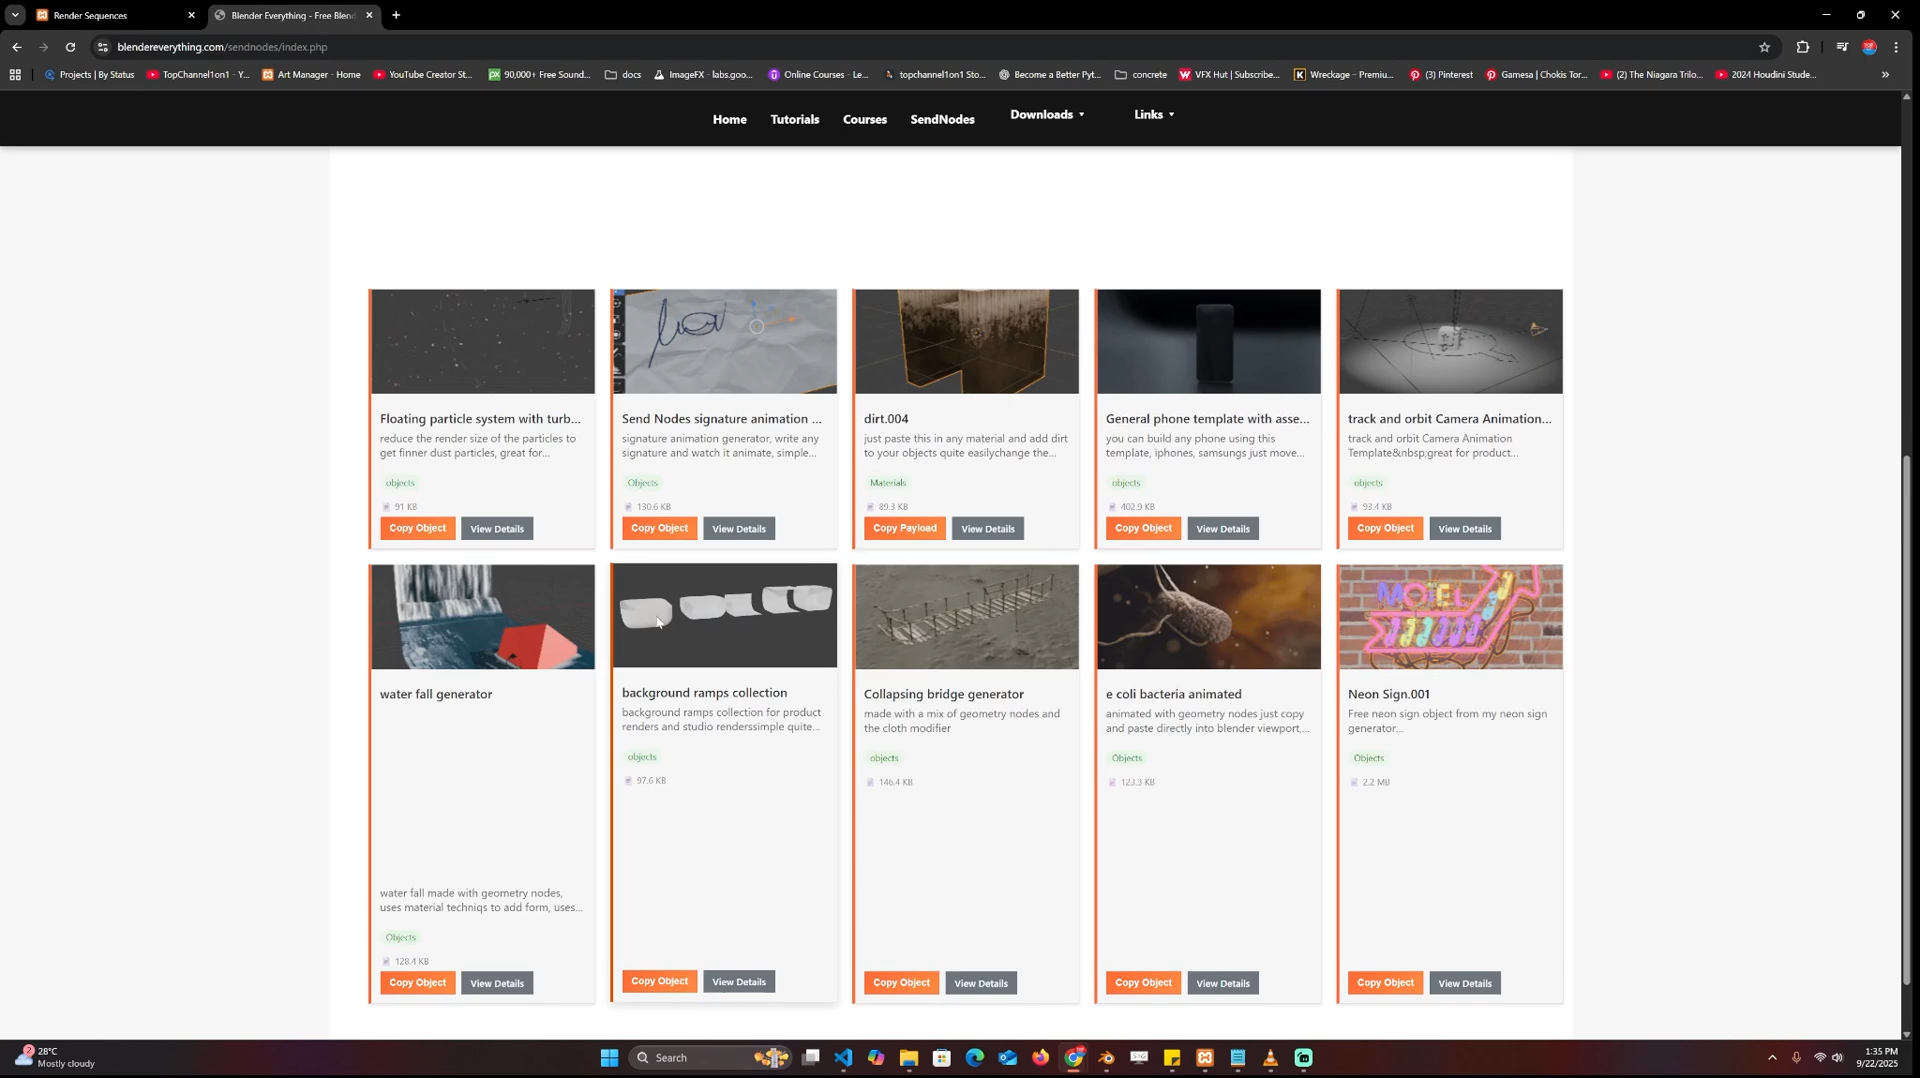 Render Sequences
Blender Everything - Free Blend
blendereverything.com/sendnodes/index.php
Projects | By Status
TopChannel1on1 - Y...
Art Manager - Home
YouTube Creator St...
90,000+ Free Sound...
docs
ImageFX - labs.goo...
Online Courses - Le...
topchannel1on1 Sto...
Become a Better Pyt...
concrete
VFX Hut | Subscribe...
Wreckage – Premiu...
(3) Pinterest
Gamesa | Chokis Tor...
(2) The Niagara Trilo...
2024 Houdini Stude...
Home
Tutorials
Courses
SendNodes
Downloads
Links
Floating particle system with turb...
reduce the render size of the particles to
get finner dust particles, great for...
objects
91 KB
Copy Object
View Details
Send Nodes signature animation ...
signature animation generator, write any
signature and watch it animate, simple...
Objects
130.6 KB
Copy Object
View Details
dirt.004
just paste this in any material and add dirt
to your objects quite easilychange the...
Materials
89.3 KB
Copy Payload
View Details
General phone template with asse...
you can build any phone using this
template, iphones, samsungs just move...
objects
402.9 KB
Copy Object
View Details
track and orbit Camera Animation...
track and orbit Camera Animation
Template&nbsp;great for product...
objects
93.4 KB
Copy Object
View Details
water fall generator
water fall made with geometry nodes,
uses material techniqs to add form, uses...
Objects
128.4 KB
Copy Object
View Details
background ramps collection
background ramps collection for product
renders and studio renderssimple quite...
objects
97.6 KB
Copy Object
View Details
Collapsing bridge generator
made with a mix of geometry nodes and
the cloth modifier
objects
146.4 KB
Copy Object
View Details
e coli bacteria animated
animated with geometry nodes just copy
and paste directly into blender viewport,...
Objects
123.3 KB
Copy Object
View Details
MOTEL
Neon Sign.001
Free neon sign object from my neon sign
generator...
Objects
2.2 MB
Copy Object
View Details
2
28°C
Mostly cloudy
Search
1:35 PM
9/22/2025